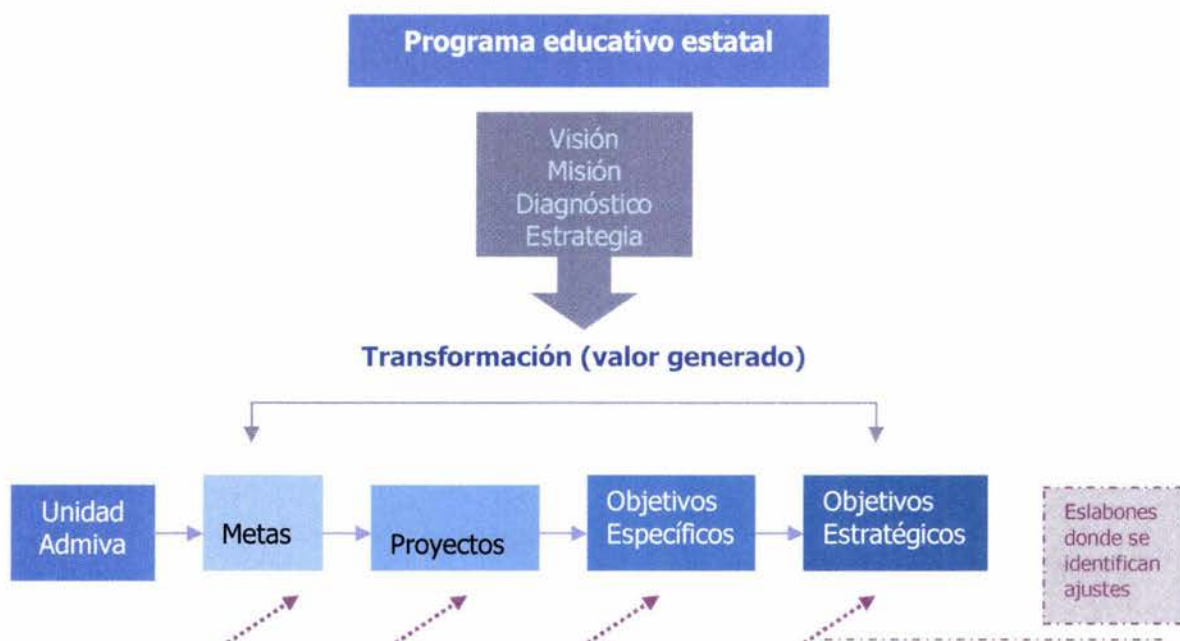 Programa educativo estatal
Visión
Misión
Diagnóstico
Estrategia
Transformación (valor generado)
Unidad
Admiva
Metas
Proyectos
Objetivos
Específicos
Objetivos
Estratégicos
Eslabones
donde se
identifican
ajustes